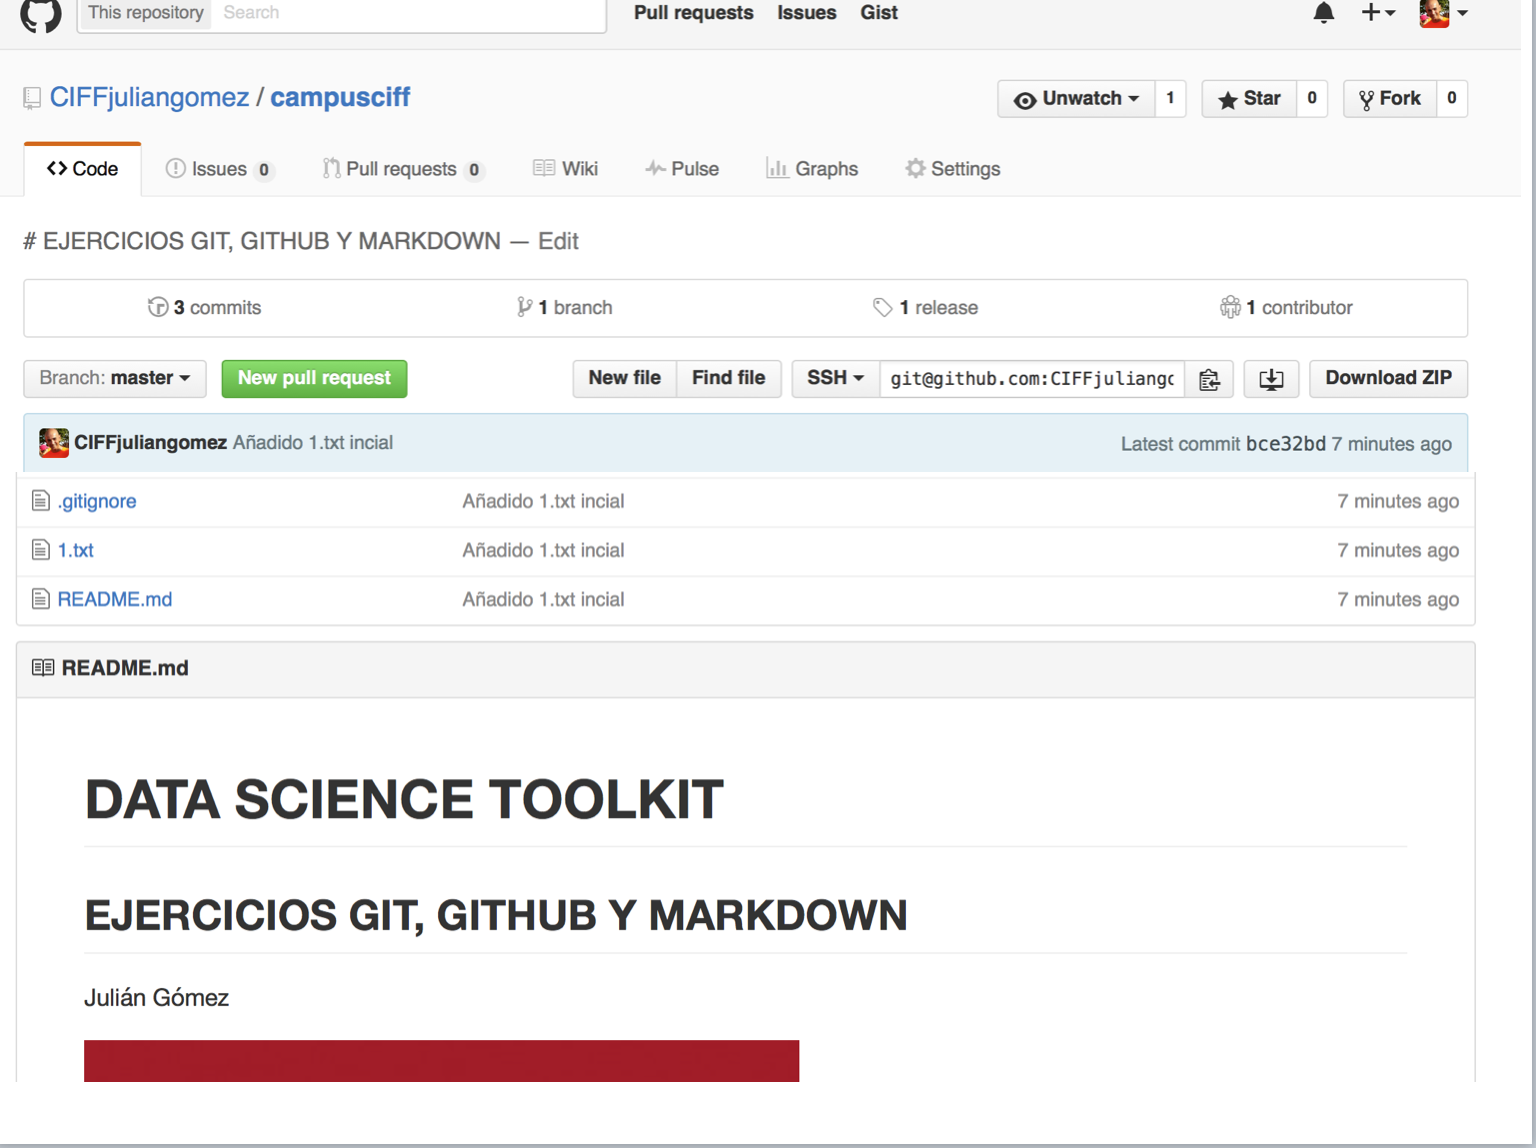 This repository Search Pull requests Issues Gist
CIFFjuliangomez / campusciff Unwatch 1 Star 0 Fork 0
Code Issues 0 Pull requests 0 Wiki Pulse Graphs Settings
# EJERCICIOS GIT, GITHUB Y MARKDOWN — Edit
3 commits 1 branch 1 release 1 contributor
Branch: master New pull request New file Find file SSH git@github.com:CIFFjuliango Download ZIP
CIFFjuliangomez Añadido 1.txt incial Latest commit bce32bd 7 minutes ago
.gitignore Añadido 1.txt incial 7 minutes ago
1.txt Añadido 1.txt incial 7 minutes ago
README.md Añadido 1.txt incial 7 minutes ago
README.md
DATA SCIENCE TOOLKIT
EJERCICIOS GIT, GITHUB Y MARKDOWN
Julián Gómez